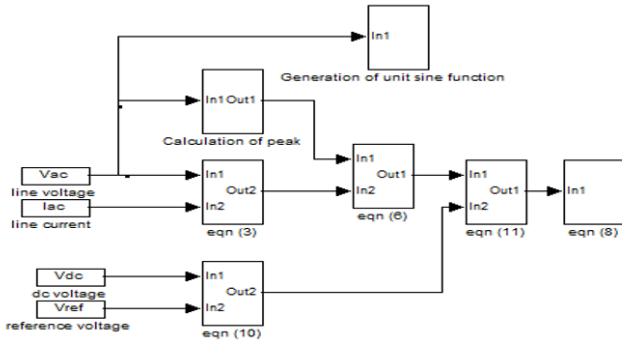 In1
Generation of unit sine function
In1 Out1
Calculation of peak
Vac
line voltage
Iac
line current
In1
Out2
In2
eqn (3)
In1
Out1
In2
eqn (6)
In1
Out1
In2
eqn (11)
In1
eqn (8)
Vdc
dc voltage
Vref
reference voltage
In1
Out2
In2
eqn (10)